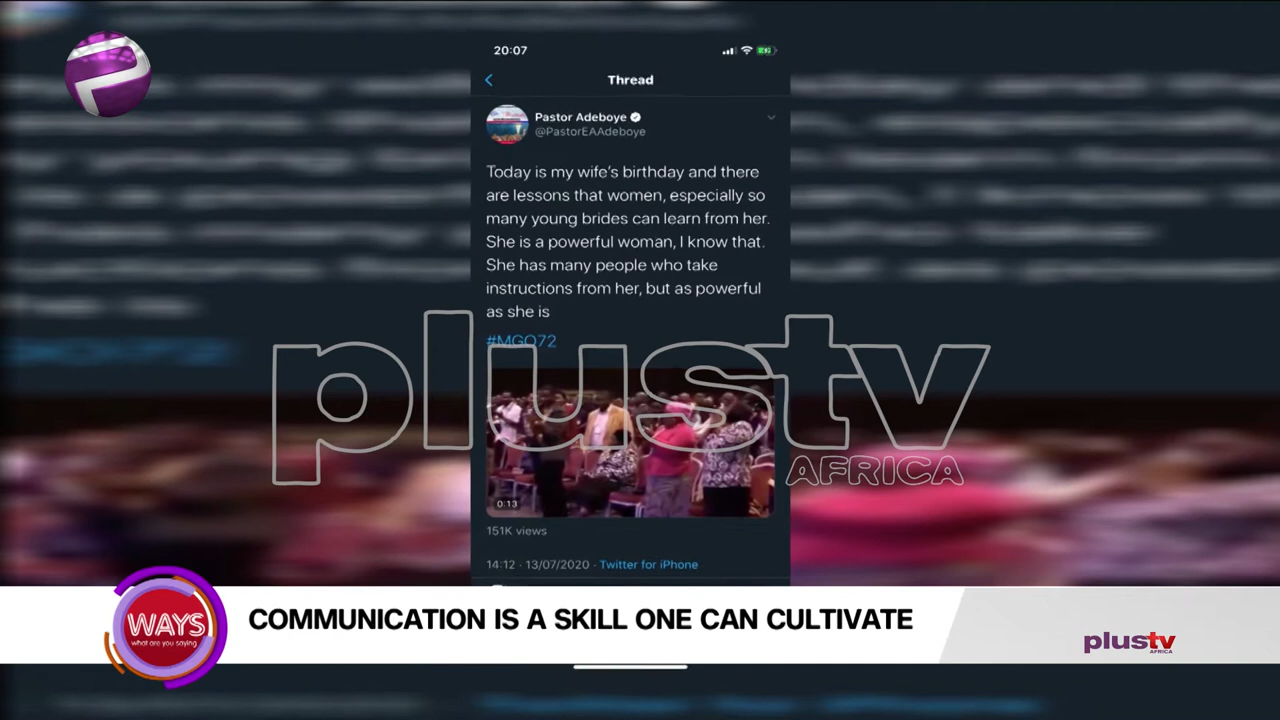 20:07
Thread
Pastor Adeboye
@PastorEAAdeboye
Today is my wife's birthday and there
are lessons that women, especially so
many young brides can learn from her.
She is a powerful woman, I know that.
She has many people who take
instructions from her, but as powerful
as she is
#MGO72
plustv
AFRICA
0:13
151K views
14:12 · 13/07/2020 · Twitter for iPhone
WAYS
what are you saying
COMMUNICATION IS A SKILL ONE CAN CULTIVATE
plustv
AFRICA